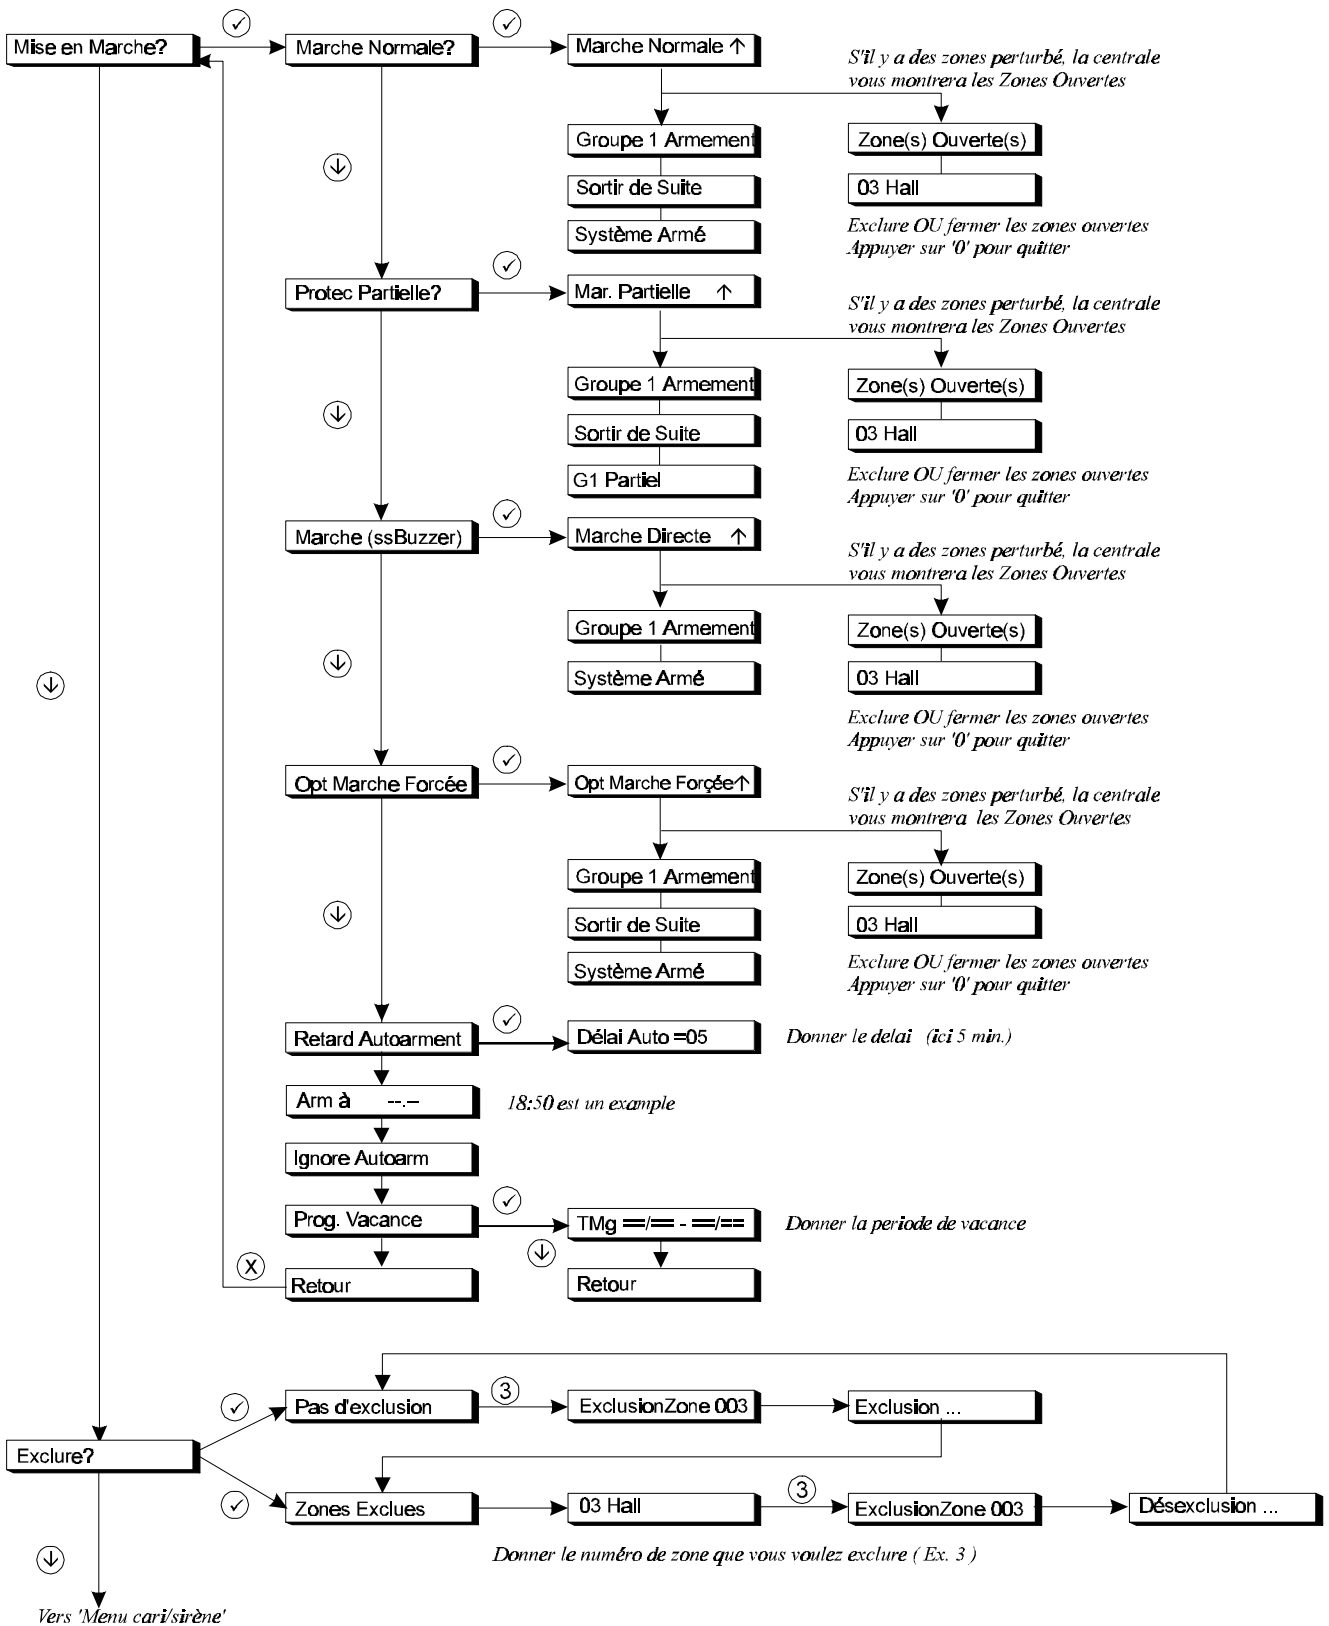 Mise en Marche?
✓
Marche Normale?
✓
Marche Normale ↑
S'il y a des zones perturbé, la centrale
vous montrera les Zones Ouvertes
Groupe 1 Armement
Zone(s) Ouverte(s)
Sortir de Suite
03 Hall
Système Armé
Exclure OU fermer les zones ouvertes
Appuyer sur '0' pour quitter
Protec Partielle?
✓
Mar. Partielle ↑
S'il y a des zones perturbé, la centrale
vous montrera les Zones Ouvertes
Groupe 1 Armement
Zone(s) Ouverte(s)
Sortir de Suite
03 Hall
G1 Partiel
Exclure OU fermer les zones ouvertes
Appuyer sur '0' pour quitter
Marche (ssBuzzer)
✓
Marche Directe ↑
S'il y a des zones perturbé, la centrale
vous montrera les Zones Ouvertes
Groupe 1 Armement
Zone(s) Ouverte(s)
Système Armé
03 Hall
Exclure OU fermer les zones ouvertes
Appuyer sur '0' pour quitter
Opt Marche Forcée
✓
Opt Marche Forçée↑
S'il y a des zones perturbé, la centrale
vous montrera les Zones Ouvertes
Groupe 1 Armement
Zone(s) Ouverte(s)
Sortir de Suite
03 Hall
Système Armé
Exclure OU fermer les zones ouvertes
Appuyer sur '0' pour quitter
Retard Autoarment
✓
Délai Auto =05
Donner le delai (ici 5 min.)
Arm à --.--
18:50 est un example
Ignore Autoarm
Prog. Vacance
✓
TMg ==/== - ==/==
Donner la periode de vacance
X
Retour
Retour
✓
Pas d'exclusion
3
ExclusionZone 003
Exclusion ...
Exclure?
✓
Zones Exclues
03 Hall
3
ExclusionZone 003
Désexclusion ...
Donner le numéro de zone que vous voulez exclure ( Ex. 3 )
Vers 'Menu cari/sirène'